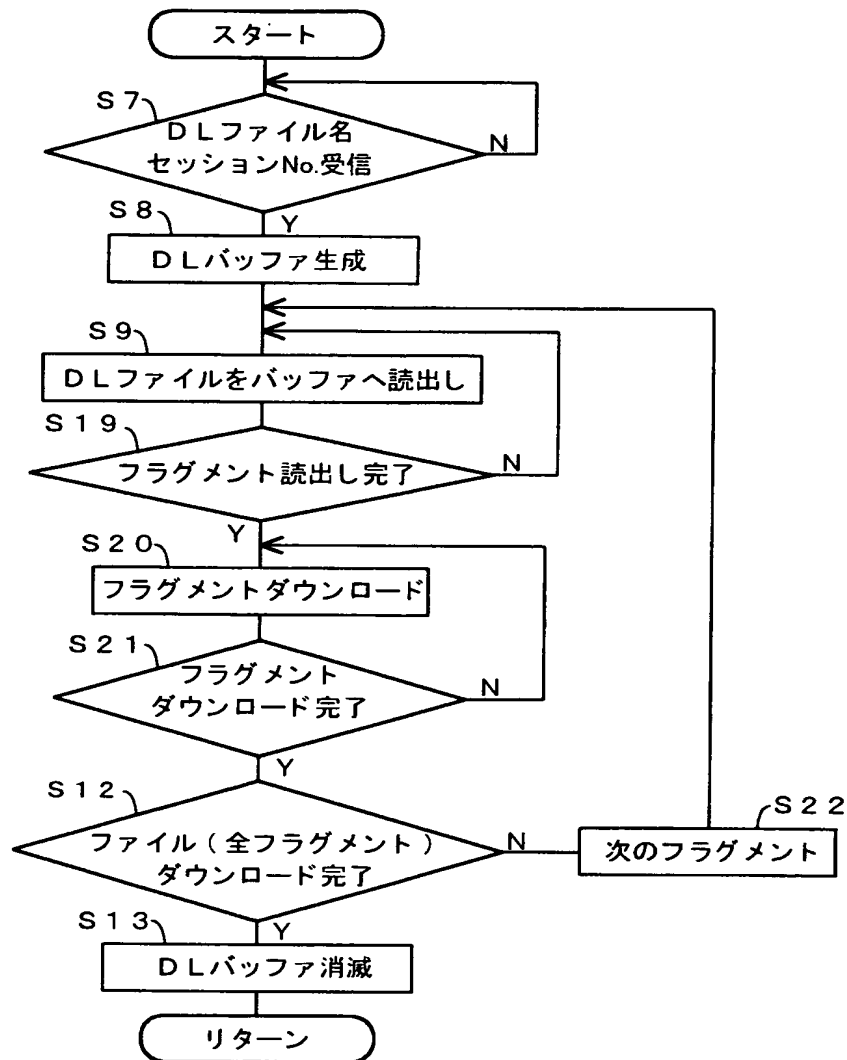 スタート
S7
DLファイル名
セッションNo.受信
N
Y
S8
DLバッファ生成
S9
DLファイルをバッファへ読出し
S19
フラグメント読出し完了
N
Y
S20
フラグメントダウンロード
S21
フラグメント
ダウンロード完了
N
Y
S12
ファイル(全フラグメント)
ダウンロード完了
N
S22
次のフラグメント
Y
S13
DLバッファ消滅
リターン